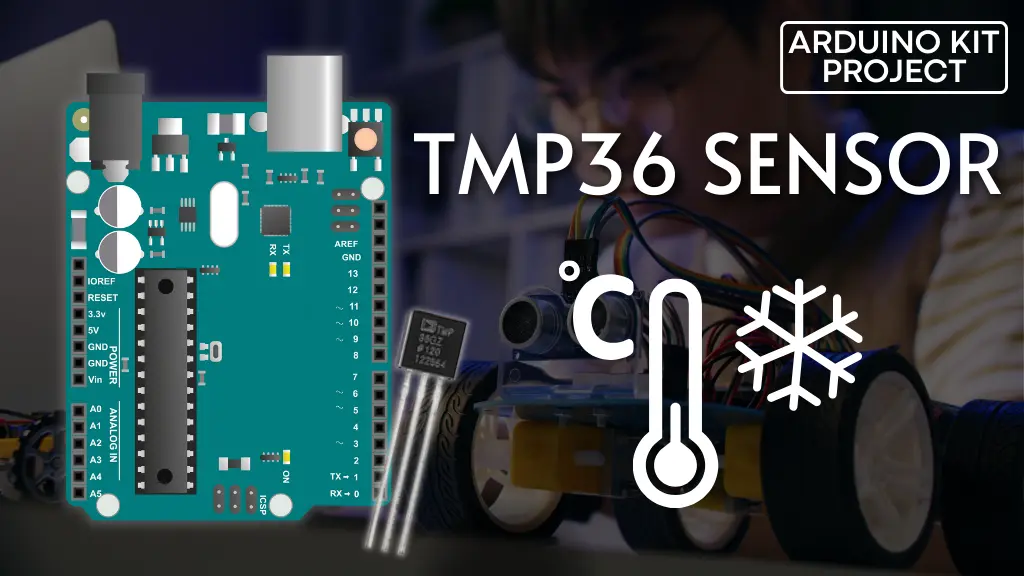 ARDUINO KIT
PROJECT
TMP36 SENSOR
°C
AREF
GND
13
12
~ 11
~ 10
~ 9
8
7
~ 6
~ 5
4
~ 3
2
TX → 1
RX → 0
RX
TX
IOREF
RESET
3.3v
5V
GND
GND
Vin
POWER
A0
A1
A2
A3
A4
A5
ANALOG IN
ON
ICSP
TMP
36GZ
#120